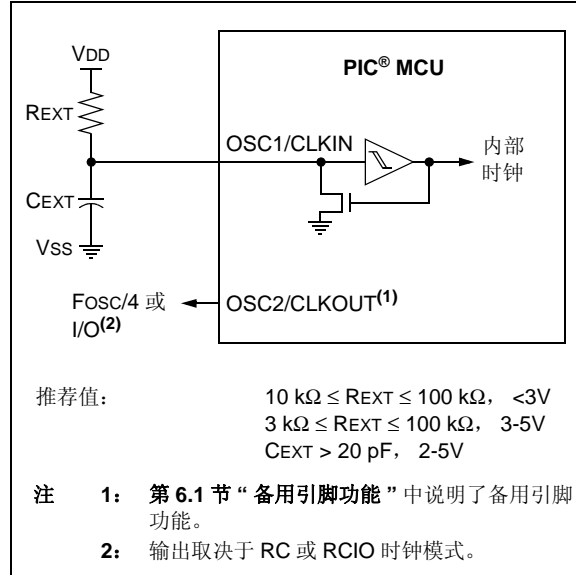 VDD
PIC® MCU
REXT
OSC1/CLKIN
内部
时钟
CEXT
VSS
FOSC/4 或
I/O(2)
OSC2/CLKOUT(1)
推荐值： 10 kΩ ≤ REXT ≤ 100 kΩ， <3V
3 kΩ ≤ REXT ≤ 100 kΩ， 3-5V
CEXT > 20 pF， 2-5V
注 1： 第 6.1 节 “ 备用引脚功能 ” 中说明了备用引脚
功能。
2： 输出取决于 RC 或 RCIO 时钟模式。